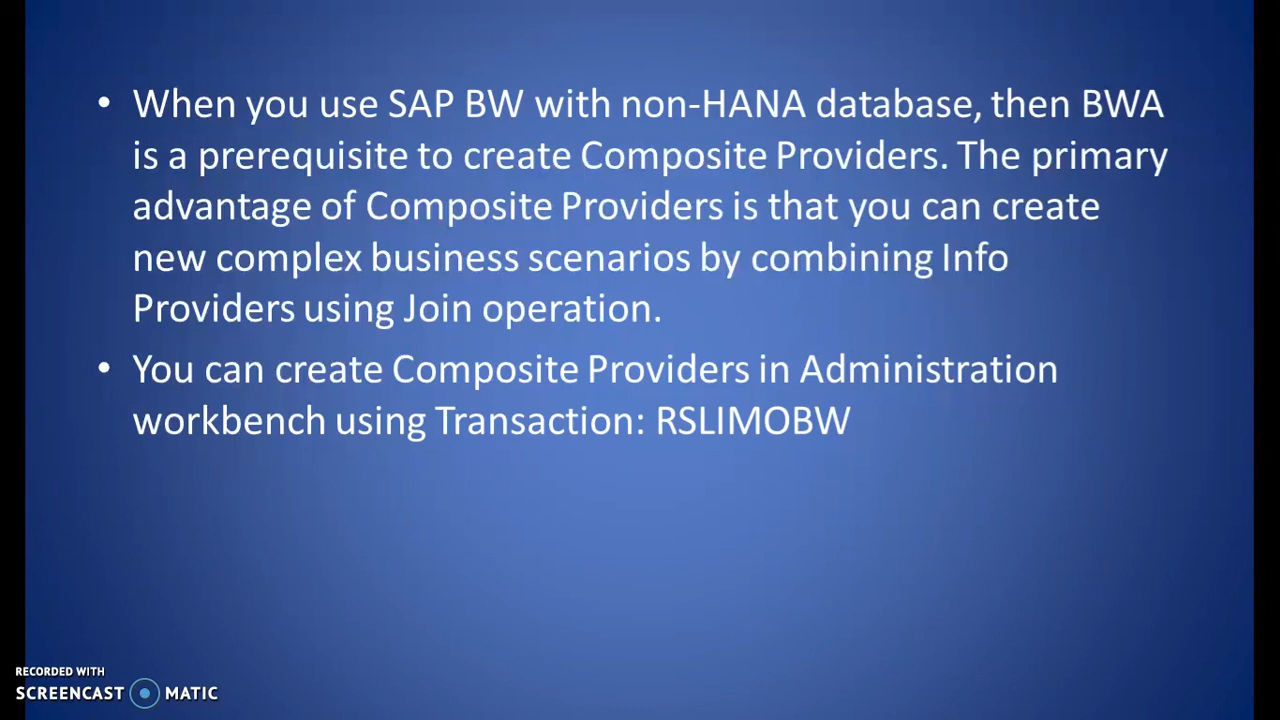 • When you use SAP BW with non-HANA database, then BWA
is a prerequisite to create Composite Providers. The primary
advantage of Composite Providers is that you can create
new complex business scenarios by combining Info
Providers using Join operation.
• You can create Composite Providers in Administration
workbench using Transaction: RSLIMOBW
RECORDED WITH
SCREENCAST MATIC